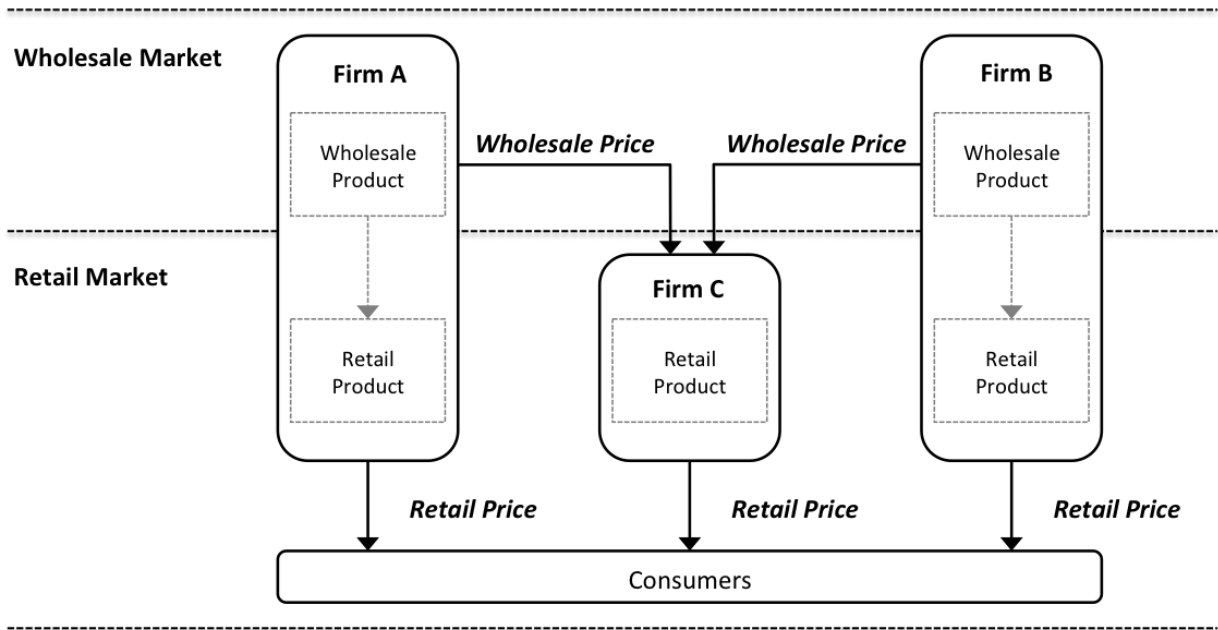 Wholesale Market
Firm A
Firm B
Wholesale Price
Wholesale Price
Wholesale
Product
Wholesale
Product
Retail Market
Firm C
Retail
Product
Retail
Product
Retail
Product
Retail Price
Retail Price
Retail Price
Consumers